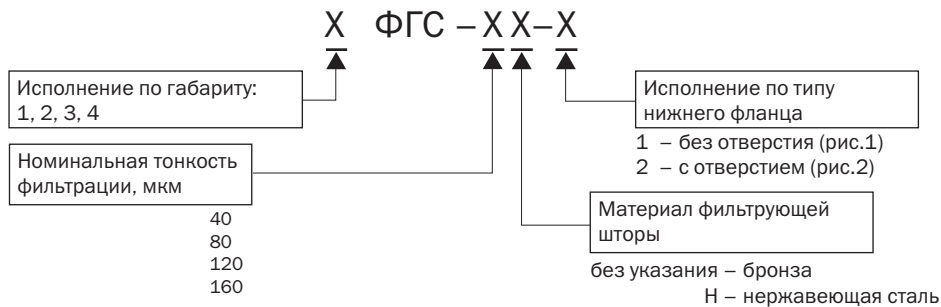 X ФГС – X X – X
Исполнение по габариту:
1, 2, 3, 4
Номинальная тонкость
фильтрации, мкм
40
80
120
160
Исполнение по типу
нижнего фланца
1 – без отверстия (рис.1)
2 – с отверстием (рис.2)
Материал фильтрующей
шторы
без указания – бронза
Н – нержавеющая сталь